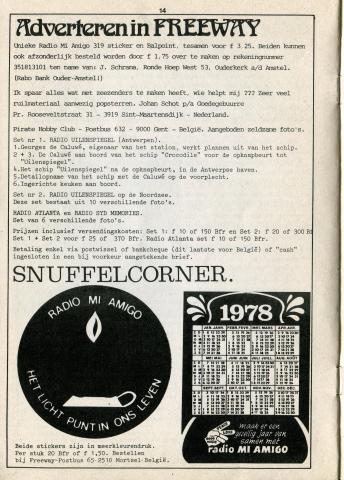 14
Adverteren in FREEWAY
Unieke Radio Mi Amigo 319 sticker en Balpoint. tesamen voor f 3 25. Beiden kunnen
ook afzonderlijk besteld worden door f 1.75 over te maken op rekeningnummer
351813101 ten name van: J. Schrama. Ronde Hoep West 53, Ouderkerk a/d Amstel.
(Rabo Bank Ouder-Amstel)
Ik spaar alles wat met zeezenders te maken heeft. wie helpt mij ??? Zeer veel
ruilmateriaal aanwezig popsterren. Johan Schot p/a Goedegebuurre
Pr. Rooseveltstraat 31 - 3919 Sint-Maartensdijk - Nederland.
Pirate Hobby Club - Postbus 632 - 9000 Gent - België. Aangeboden zeldzame foto's.
Set nr 1. RADIO UILENSPIEGEL (Antwerpen).
1.Georges de Caluwé, eigenaar van het station, werkt plannen uit van het schip.
2 + 3. De Caluwé aan boord van het schip "Crocodile" voor de opknapbeurt tot
"Uilenspiegel".
4.Het schip "Uilenspiegel" na de opknapbeurt, in de Antwerpse haven.
5.Detailopname van het schip met de Caluwé op de voorplecht.
6.Ingerichte keuken aan boord.
Set nr 2. RADIO UILENSPIEGEL op de Noordzee.
Deze set bestaat uit 10 verschillende foto's.
RADIO ATLANTA en RADIO SYD MEMORIES.
Set van 6 verschillende foto's.
Prijzen inclusief verzendingskosten: Set 1: f 10 of 150 Bfr en Set 2: f 20 of 300 B
Set 1 + Set 2 voor f 25 of 370 Bfr. Radio Atlanta set f 10 of 150 Bfr.
Betaling enkel via postwissel of bankcheque (dit laatste voor België) of "cash"
ingesloten in een bij voorkeur aangetekende brief.
SNUFFELCORNER.
RADIO MI AMIGO
HET LICHTPUNT IN ONS LEVEN
1978
maak er een
gezellig jaar van
samen met
radio MI AMIGO
Beide stickers zijn in meerkleurendruk.
Per stuk 20 Bfr of f 1,50. Bestellen
bij Freeway-Postbus 65-2510 Mortsel-België.